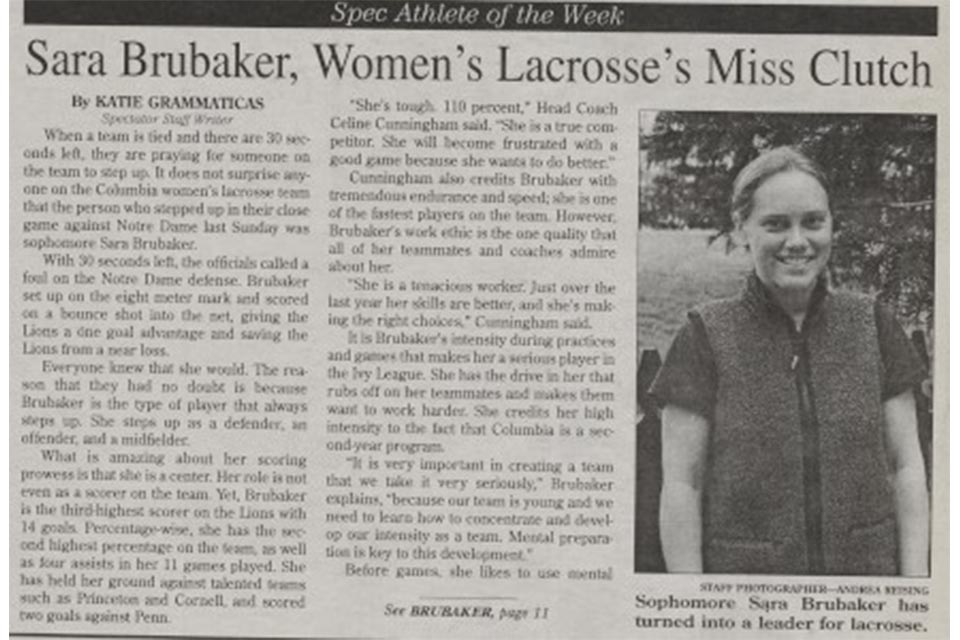 Spec Athlete of the Week
Sara Brubaker, Women's Lacrosse's Miss Clutch
By KATIE GRAMMATICAS
Spectator Staff Writer
When a team is tied and there are 30 sec-
onds left, they are praying for someone on
the team to step up. It does not surprise any-
one on the Columbia women's lacrosse team
that the person who stepped up in their close
game against Notre Dame last Sunday was
sophomore Sara Brubaker.
With 30 seconds left, the officials called a
foul on the Notre Dame defense. Brubaker
set up on the eight meter mark and scored
on a bounce shot into the net, giving the
Lions a one goal advantage and saving the
Lions from a near loss.
Everyone knew that she would. The rea-
son that they had no doubt is because
Brubaker is the type of player that always
steps up. She steps up as a defender, an
offender, and a midfielder.
What is amazing about her scoring
prowess is that she is a center. Her role is not
even as a scorer on the team. Yet, Brubaker
is the third-highest scorer on the Lions with
14 goals. Percentage-wise, she has the sec-
ond highest percentage on the team, as well
as four assists in her 11 games played. She
has held her ground against talented teams
such as Princeton and Cornell, and scored
two goals against Penn.
"She's tough. 110 percent," Head Coach
Celine Cunningham said. "She is a true com-
petitor. She will become frustrated with a
good game because she wants to do better."
Cunningham also credits Brubaker with
tremendous endurance and speed; she is one
of the fastest players on the team. However,
Brubaker's work ethic is the one quality that
all of her teammates and coaches admire
about her.
"She is a tenacious worker. Just over the
last year her skills are better, and she's mak-
ing the right choices," Cunningham said.
It is Brubaker's intensity during practices
and games that makes her a serious player in
the Ivy League. She has the drive in her that
rubs off on her teammates and makes them
want to work harder. She credits her high
intensity to the fact that Columbia is a sec-
ond-year program.
"It is very important in creating a team
that we take it very seriously," Brubaker
explains, "because our team is young and we
need to learn how to concentrate and devel-
op our intensity as a team. Mental prepara-
tion is key to this development."
Before games, she likes to use mental
See BRUBAKER, page 11
STAFF PHOTOGRAPHER—ANDREA REISING
Sophomore Sara Brubaker has
turned into a leader for lacrosse.